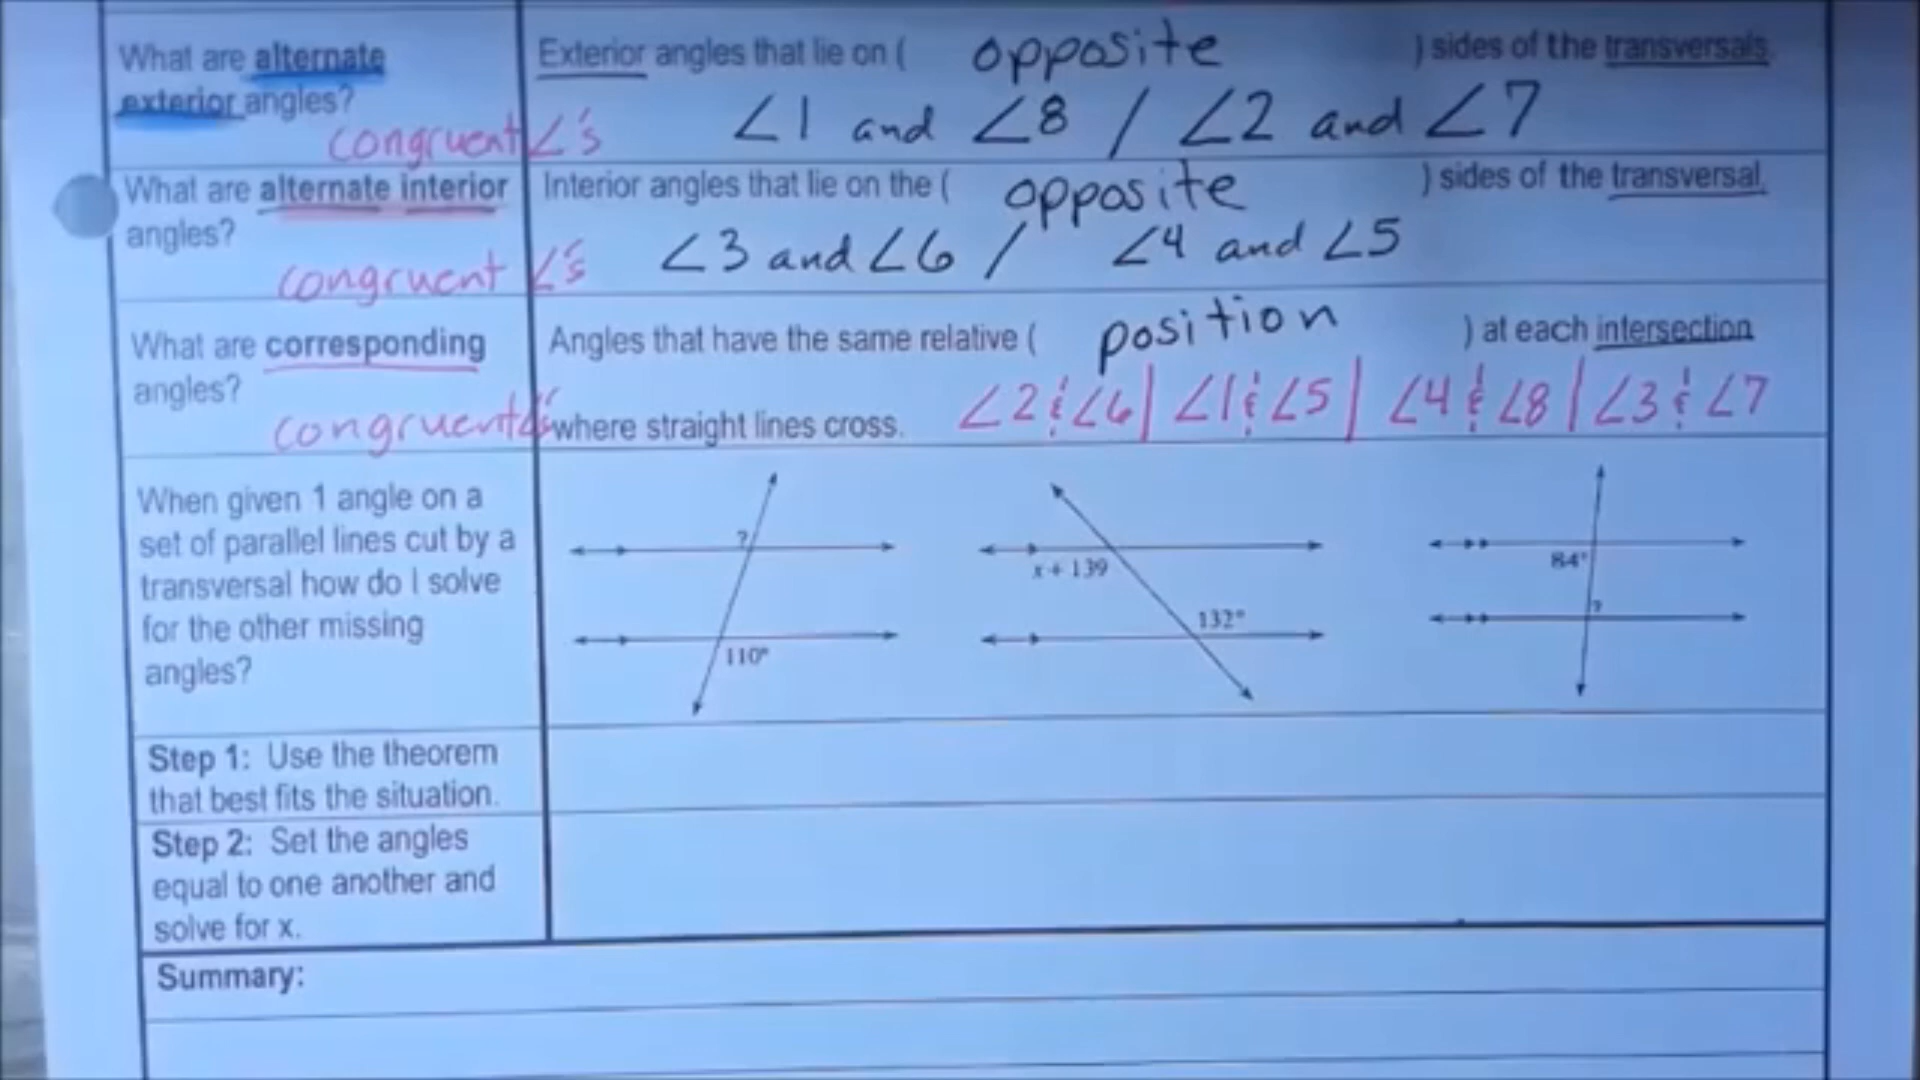 What are alternate
exterior angles?
congruent ∠'s
Exterior angles that lie on ( opposite ) sides of the transversals.
∠1 and ∠8 / ∠2 and ∠7
What are alternate interior
angles?
congruent ∠'s
Interior angles that lie on the ( opposite ) sides of the transversal.
∠3 and ∠6 / ∠4 and ∠5
What are corresponding
angles?
congruent ∠'s
Angles that have the same relative ( position ) at each intersection
where straight lines cross. ∠2 & ∠6 | ∠1 & ∠5 | ∠4 & ∠8 | ∠3 & ∠7
When given 1 angle on a
set of parallel lines cut by a
transversal how do I solve
for the other missing
angles?
?
110°
x + 139
132°
84°
?
Step 1: Use the theorem
that best fits the situation.
Step 2: Set the angles
equal to one another and
solve for x.
Summary: